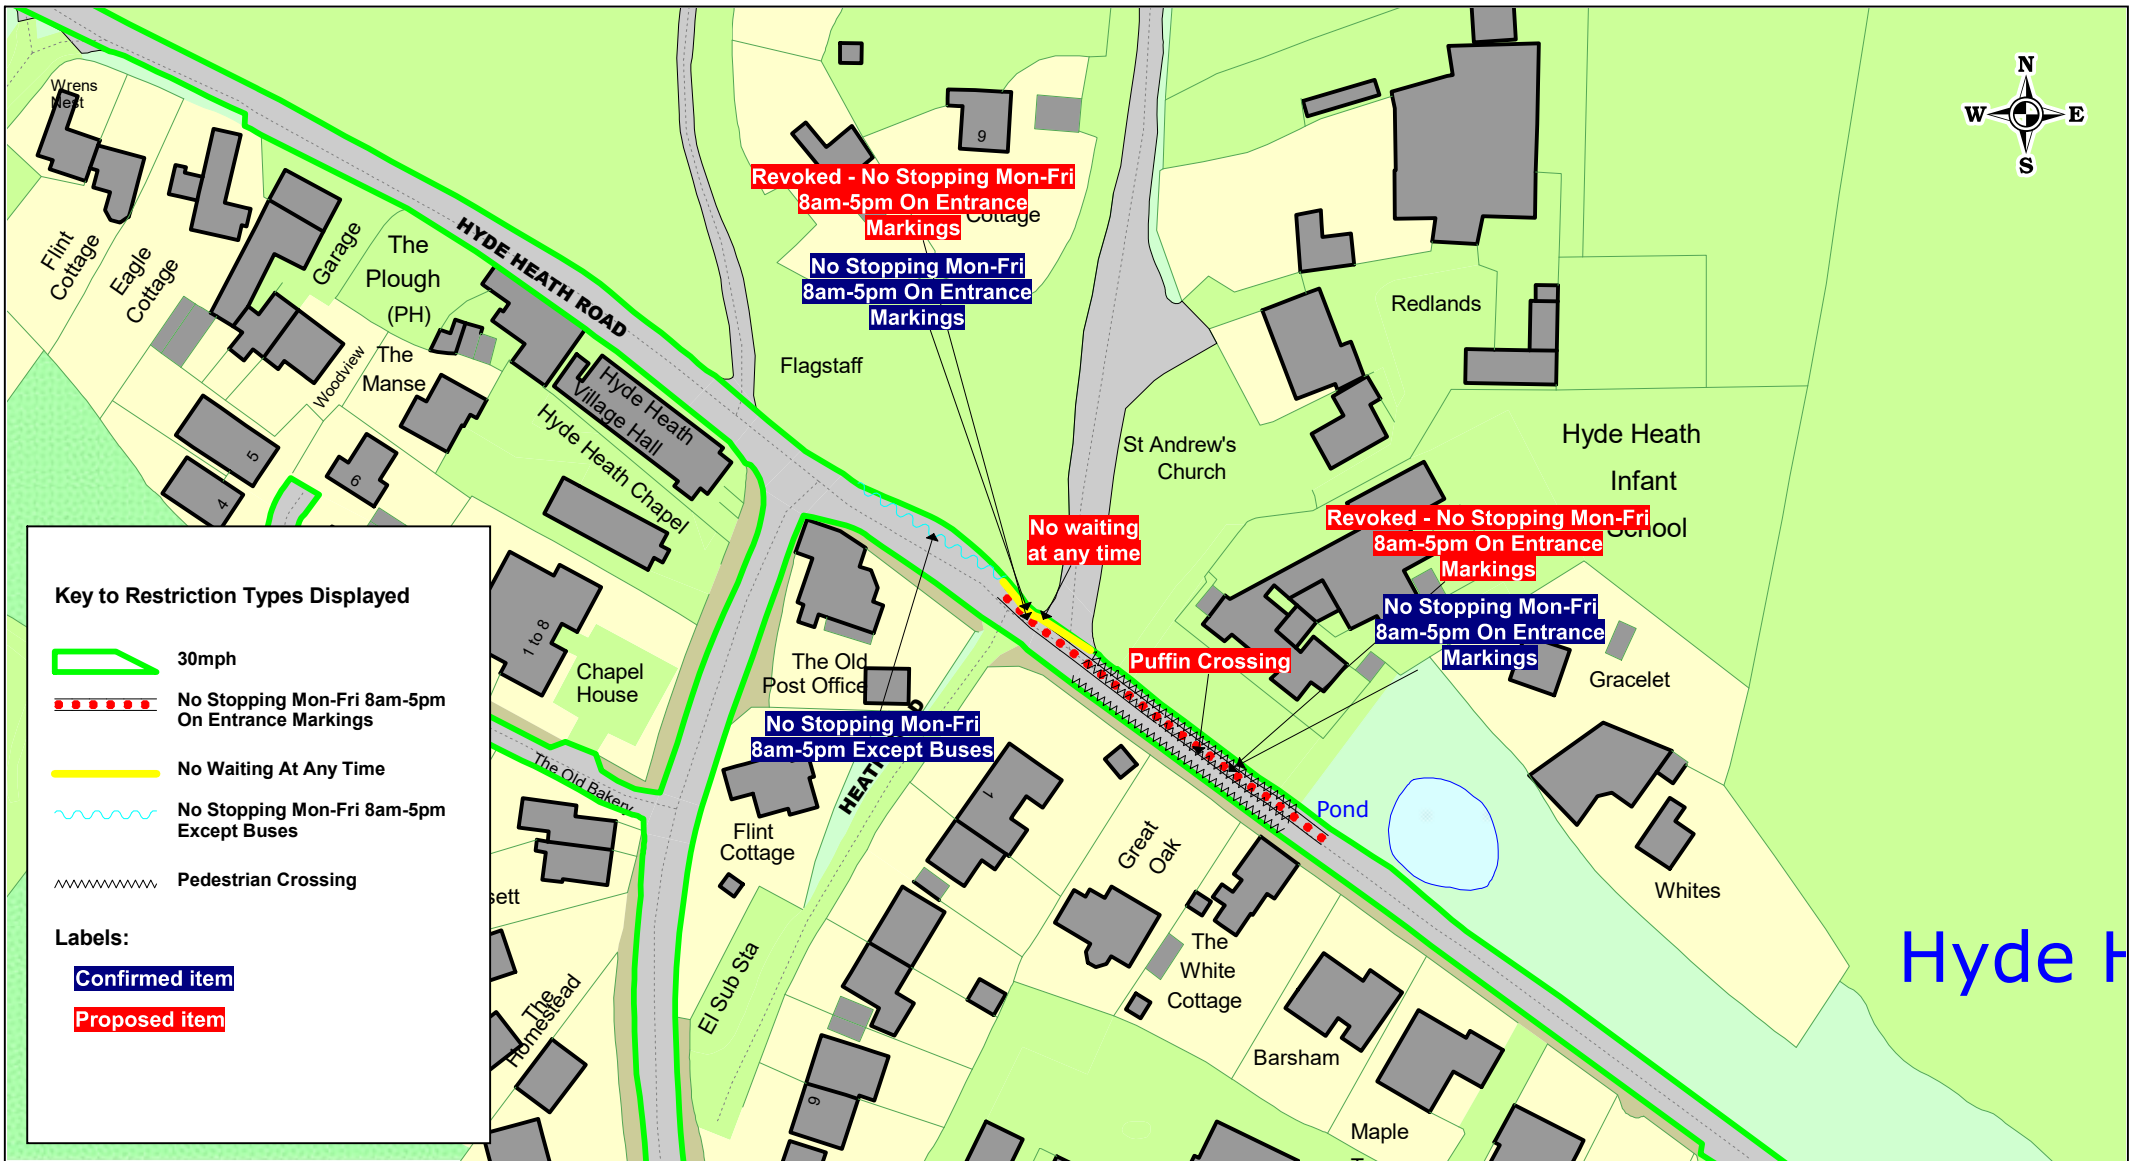 Wrens
Nest
N
W E
S
9
Revoked - No Stopping Mon-Fri
8am-5pm On Entrance
Markings
Cottage
No Stopping Mon-Fri
8am-5pm On Entrance
Markings
Flint
Cottage
Eagle
Cottage
Garage
The
Plough
(PH)
HYDE HEATH ROAD
Redlands
Woodview
The
Manse
Flagstaff
Hyde Heath
Village Hall
Hyde Heath Chapel
St Andrew's
Church
Hyde Heath
Infant
School
5
4
6
No waiting
at any time
Revoked - No Stopping Mon-Fri
8am-5pm On Entrance
Markings
No Stopping Mon-Fri
8am-5pm On Entrance
Markings
Key to Restriction Types Displayed
30mph
No Stopping Mon-Fri 8am-5pm
On Entrance Markings
No Waiting At Any Time
No Stopping Mon-Fri 8am-5pm
Except Buses
Pedestrian Crossing
Labels:
Confirmed item
Proposed item
1 to 8
Chapel
House
The Old
Post Office
Puffin Crossing
Gracelet
No Stopping Mon-Fri
8am-5pm Except Buses
HEATH
The Old Bakery
1
Flint
Cottage
Great
Oak
Pond
Whites
sett
El Sub Sta
The
White
Cottage
Hyde H
The
Homestead
Barsham
9
Maple